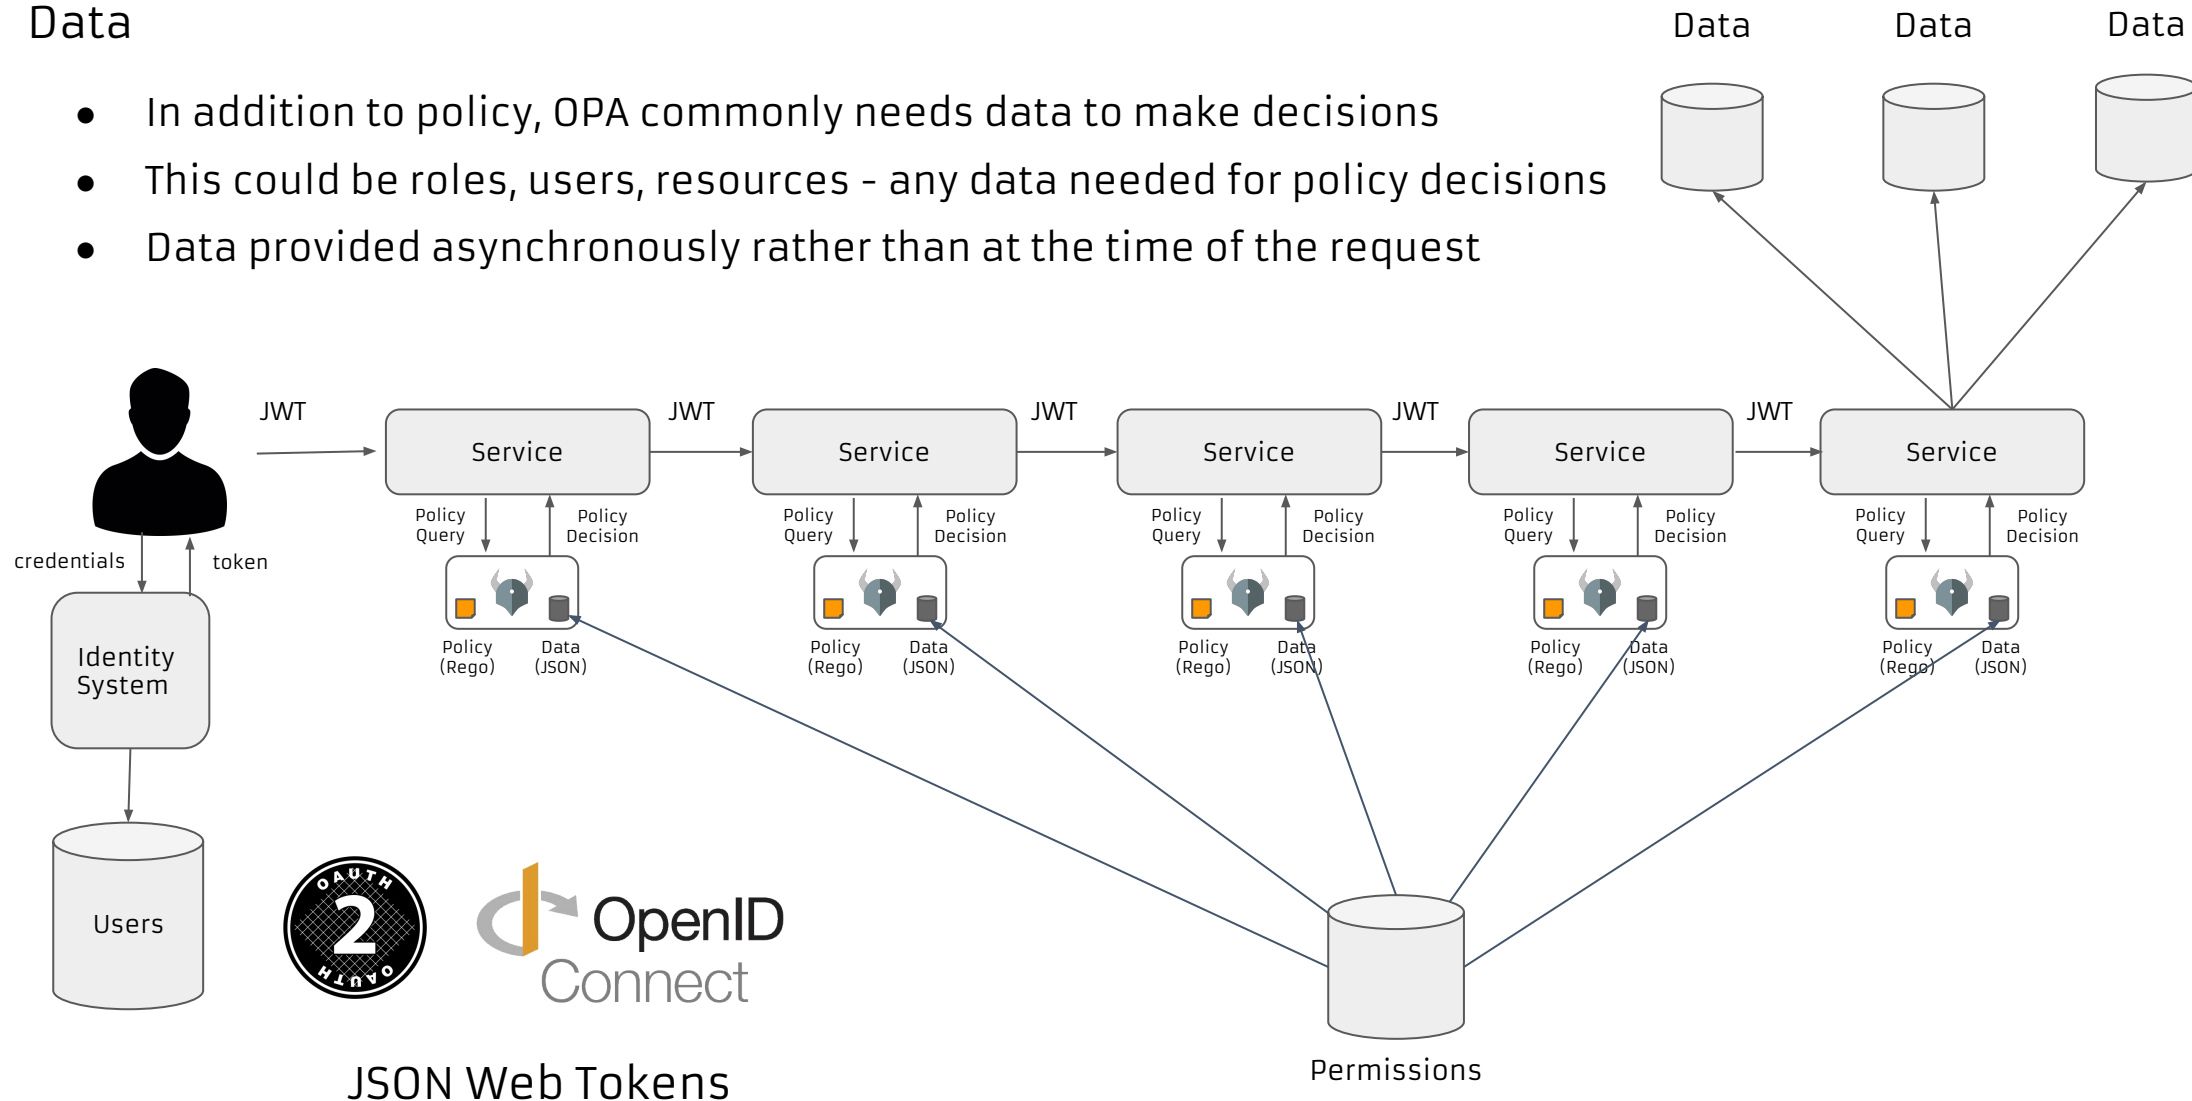 Data
Data
Data
Data
● In addition to policy, OPA commonly needs data to make decisions
● This could be roles, users, resources - any data needed for policy decisions
● Data provided asynchronously rather than at the time of the request
JWT
JWT
JWT
JWT
JWT
Service
Service
Service
Service
Service
Policy
Query
Policy
Decision
Policy
Query
Policy
Decision
Policy
Query
Policy
Decision
Policy
Query
Policy
Decision
Policy
Query
Policy
Decision
credentials
token
Policy
(Rego)
Data
(JSON)
Policy
(Rego)
Data
(JSON)
Policy
(Rego)
Data
(JSON)
Policy
(Rego)
Data
(JSON)
Policy
(Rego)
Data
(JSON)
Identity
System
Users
OAUTH
2
OAUTH
OpenID
Connect
JSON Web Tokens
Permissions